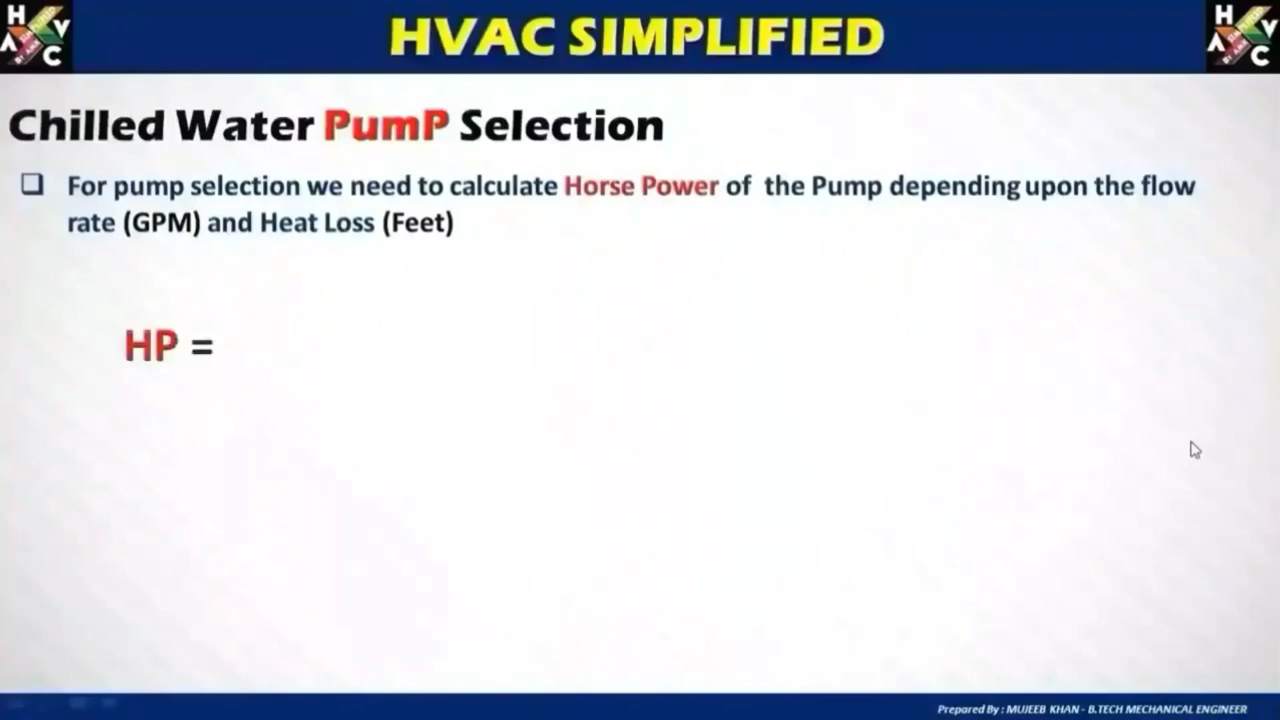 HVAC SIMPLIFIED
Chilled Water PumP Selection
For pump selection we need to calculate Horse Power of the Pump depending upon the flow
rate (GPM) and Heat Loss (Feet)
HP =
Prepared By : MUJEEB KHAN - B.TECH MECHANICAL ENGINEER